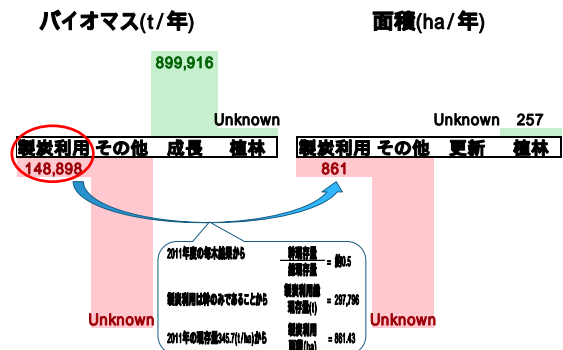 バイオマス(t/年)
面積(ha/年)
899,916
Unknown
Unknown 257
製炭利用 その他 成長 植林
製炭利用 その他 更新 植林
148,898
861
Unknown
Unknown
2011年度の毎木結果から
幹現存量
総現存量
= 約0.5
製炭利用は幹のみであることから
製炭利用総
現存量(t)
= 297,796
2011年の現存量345.7(t/ha)から
製炭利用
面積(ha)
= 861.43